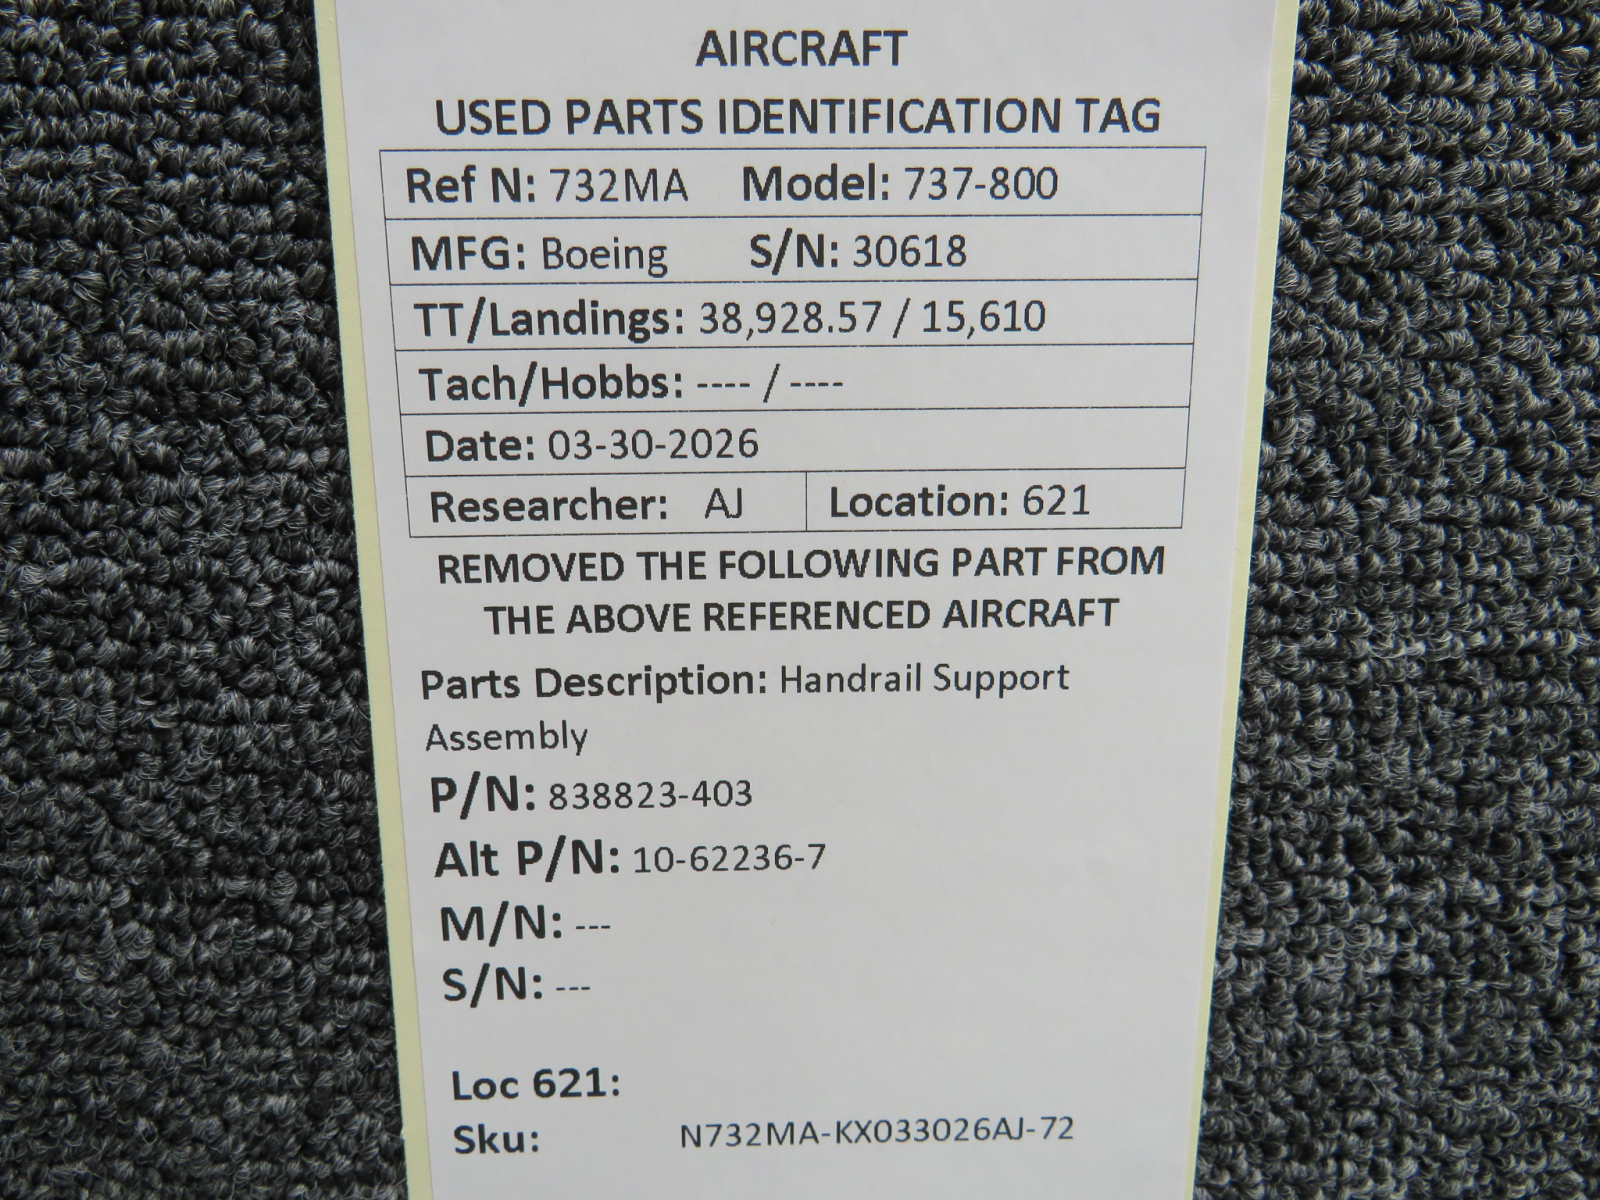 AIRCRAFT
USED PARTS IDENTIFICATION TAG
Ref N: 732MA Model: 737-800
MFG: Boeing S/N: 30618
TT/Landings: 38,928.57 / 15,610
Tach/Hobbs: ---- / ----
Date: 03-30-2026
Researcher: AJ Location: 621
REMOVED THE FOLLOWING PART FROM
THE ABOVE REFERENCED AIRCRAFT
Parts Description: Handrail Support
Assembly
P/N: 838823-403
Alt P/N: 10-62236-7
M/N: ---
S/N: ---
Loc 621:
Sku: N732MA-KX033026AJ-72